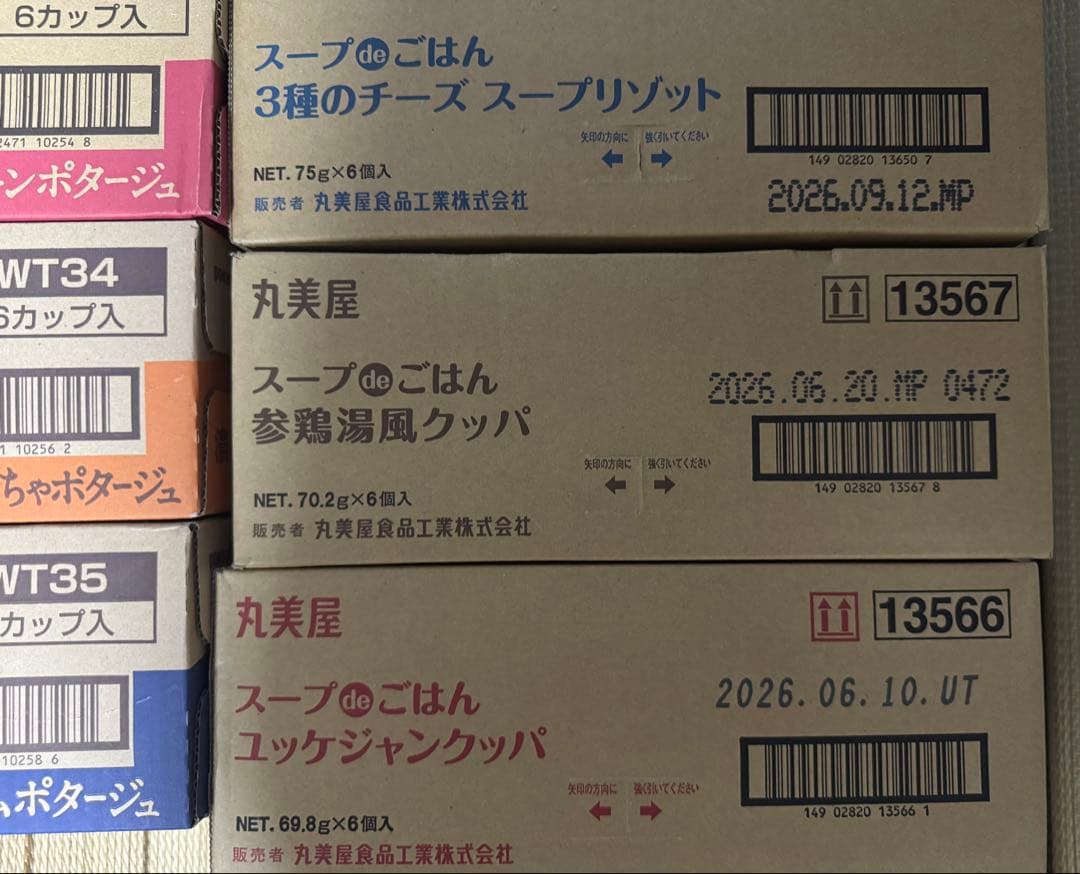 6カップ入
2471 10254 8
ーンポタージュ
WT34
6カップ入
1 10256 2
ちゃポタージュ
WT35
カップ入
10258 6
ムポタージュ
スープdeごはん
3種のチーズ スープリゾット
矢印の方向に 強く引いてください
NET. 75g×6個入
販売者 丸美屋食品工業株式会社
149 02820 13650 7
2026.09.12.MP
丸美屋
13567
スープdeごはん
参鶏湯風クッパ
2026.06.20.MP 0472
矢印の方向に 強く引いてください
NET. 70.2g×6個入
販売者 丸美屋食品工業株式会社
149 02820 13567 8
丸美屋
13566
スープdeごはん
ユッケジャンクッパ
2026.06.10.UT
矢印の方向に 強く引いてください
NET. 69.8g×6個入
販売者 丸美屋食品工業株式会社
149 02820 13566 1